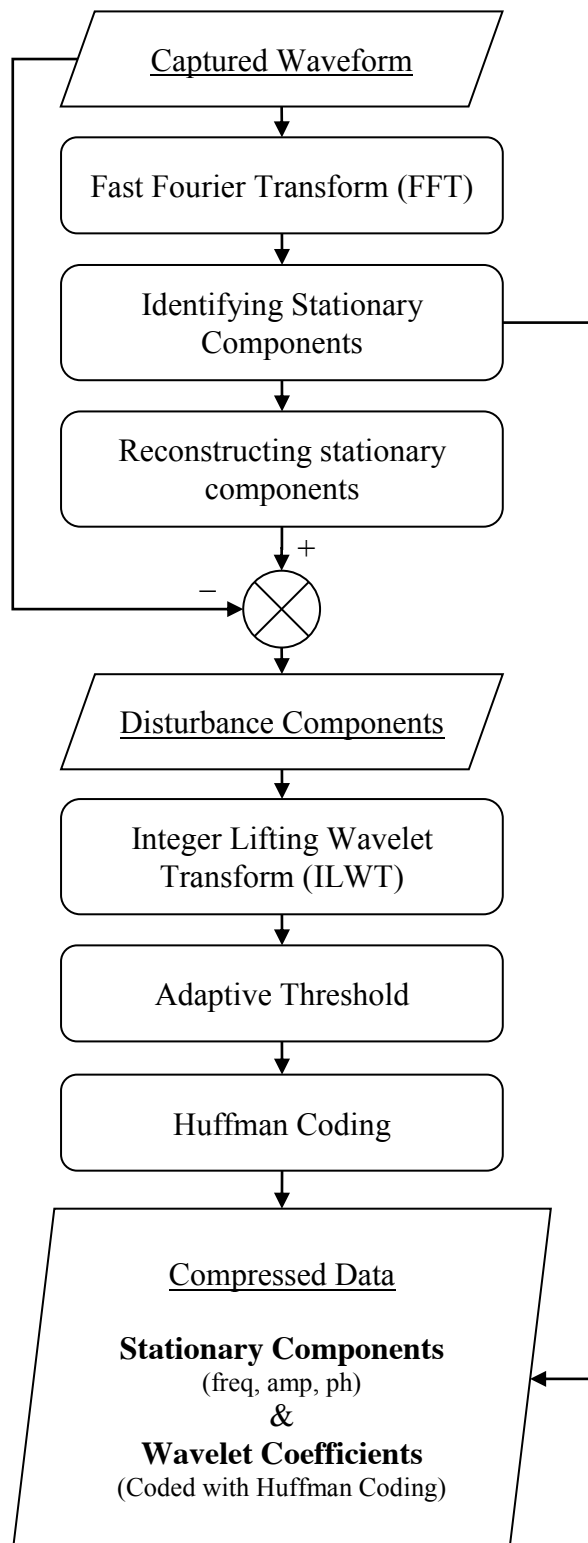 Captured Waveform
Fast Fourier Transform (FFT)
Identifying Stationary
Components
Reconstructing stationary
components
+
−
Disturbance Components
Integer Lifting Wavelet
Transform (ILWT)
Adaptive Threshold
Huffman Coding
Compressed Data
Stationary Components
(freq, amp, ph)
&
Wavelet Coefficients
(Coded with Huffman Coding)